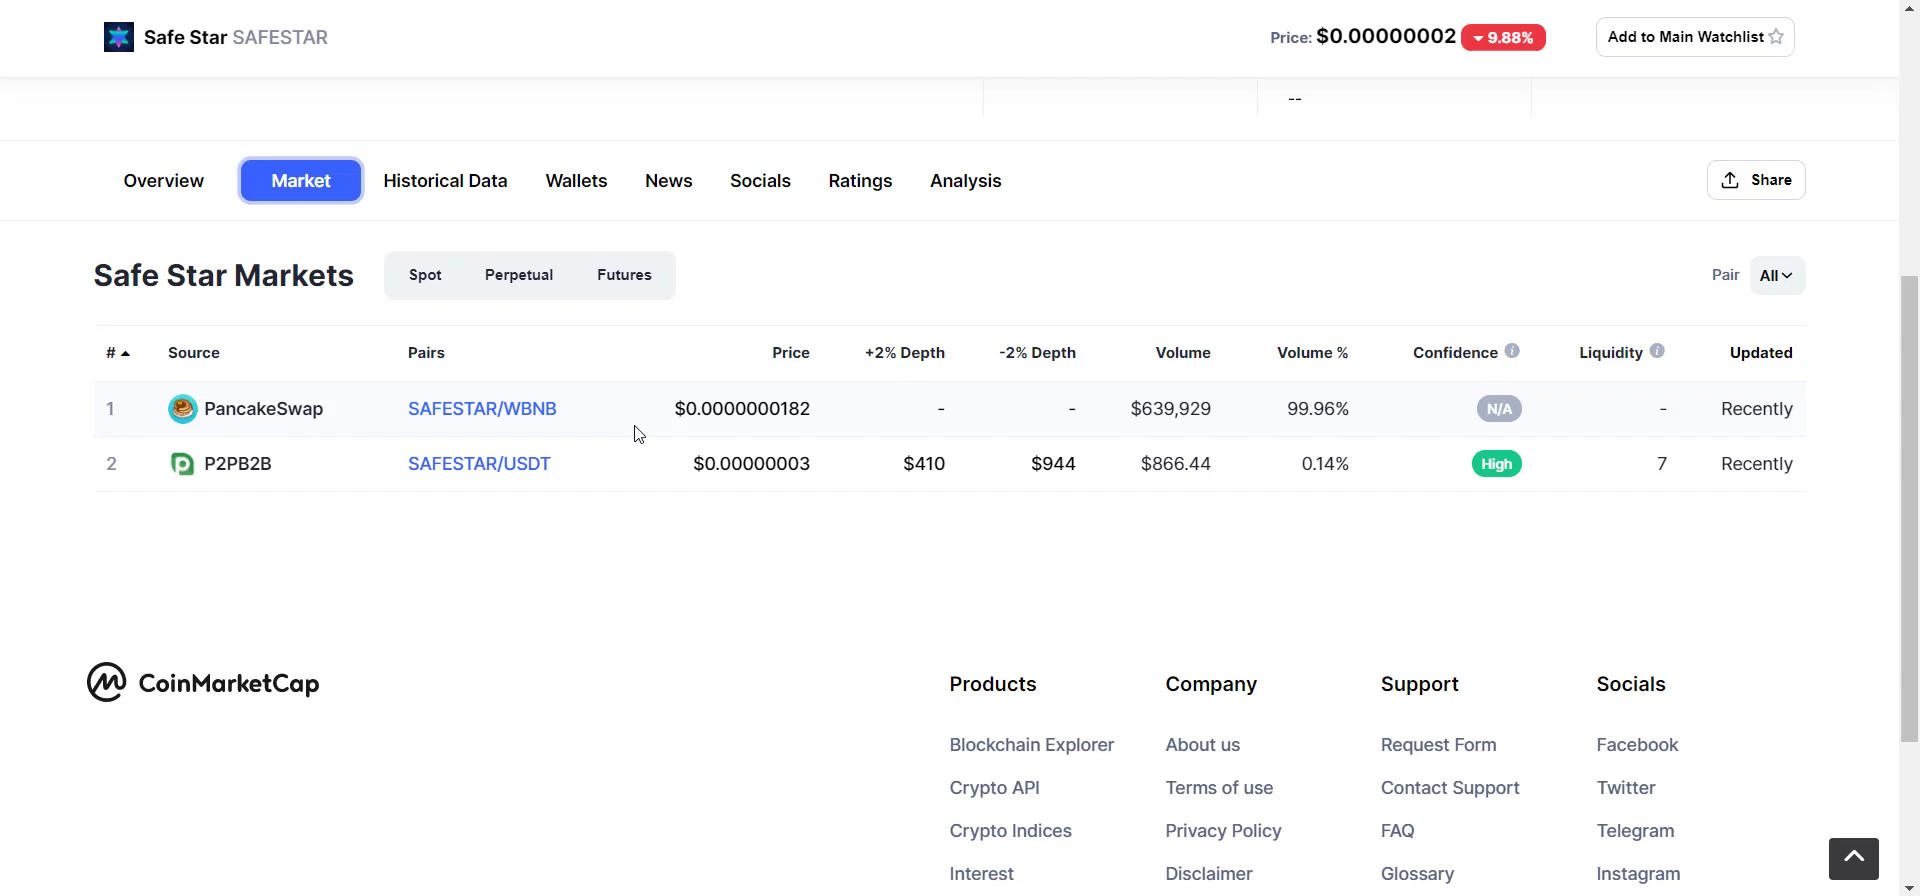 Safe Star SAFESTAR
Price: $0.00000002 9.88%
Add to Main Watchlist
--
Overview Market Historical Data Wallets News Socials Ratings Analysis
Share
Safe Star Markets Spot Perpetual Futures
Pair All
# Source Pairs Price +2% Depth -2% Depth Volume Volume % Confidence Liquidity Updated
1 PancakeSwap SAFESTAR/WBNB $0.0000000182 - - $639,929 99.96% N/A - Recently
2 P2PB2B SAFESTAR/USDT $0.00000003 $410 $944 $866.44 0.14% High 7 Recently
CoinMarketCap
Products Company Support Socials
Blockchain Explorer About us Request Form Facebook
Crypto API Terms of use Contact Support Twitter
Crypto Indices Privacy Policy FAQ Telegram
Interest Disclaimer Glossary Instagram